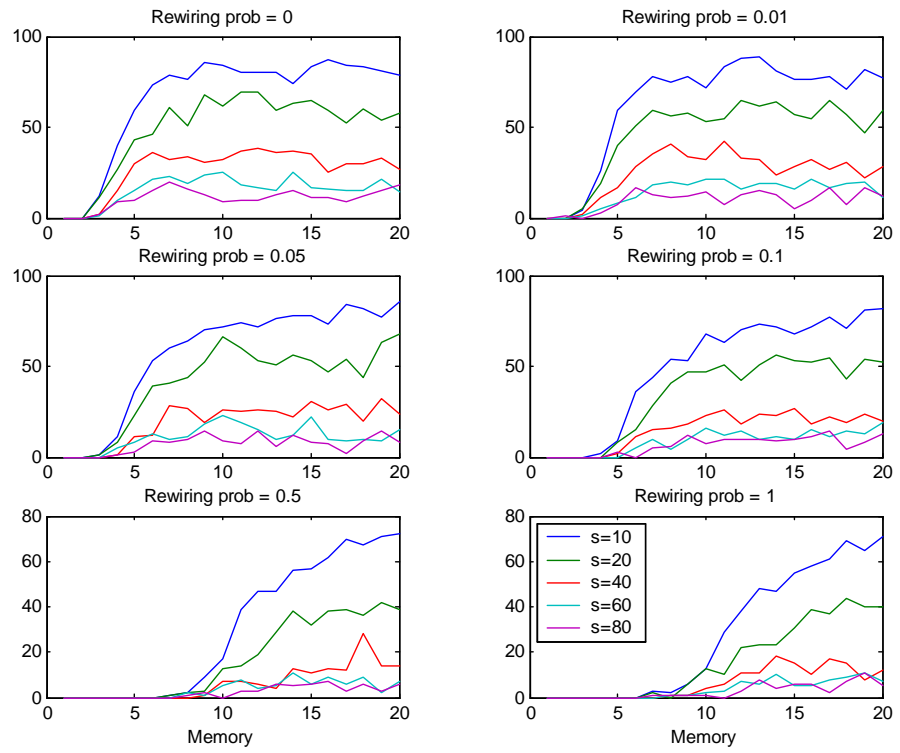 Rewiring prob = 0
100
50
0
0 5 10 15 20
Rewiring prob = 0.01
100
50
0
0 5 10 15 20
Rewiring prob = 0.05
100
50
0
0 5 10 15 20
Rewiring prob = 0.1
100
50
0
0 5 10 15 20
Rewiring prob = 0.5
80
60
40
20
0
0 5 10 15 20
Memory
Rewiring prob = 1
80
60
40
20
0
s=10
s=20
s=40
s=60
s=80
0 5 10 15 20
Memory